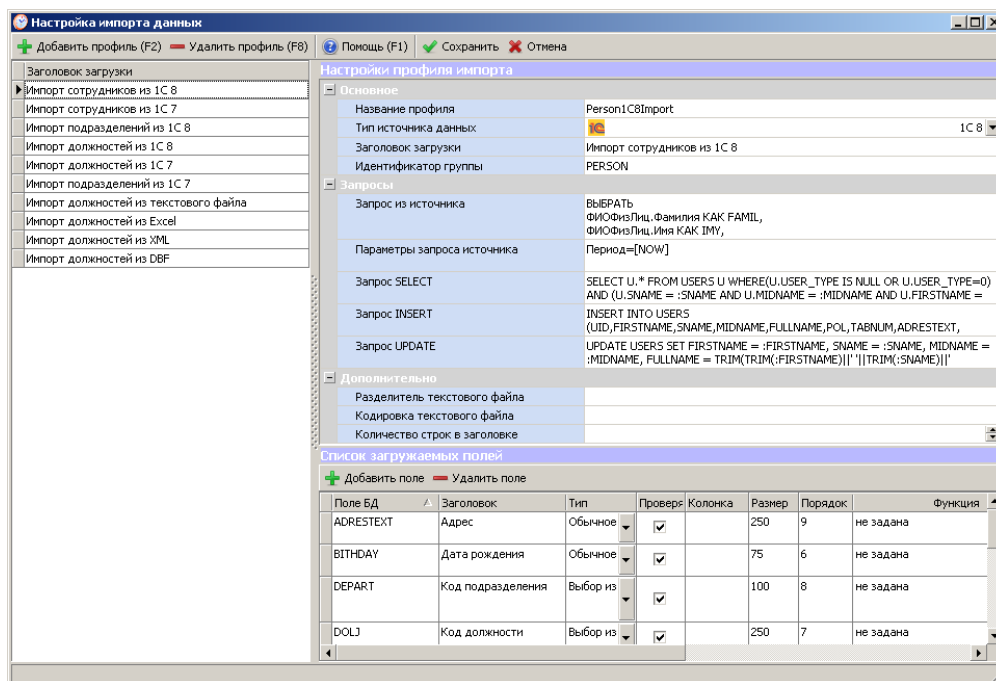 Настройка импорта данных
Добавить профиль (F2) Удалить профиль (F8) Помощь (F1) Сохранить Отмена
Заголовок загрузки
Импорт сотрудников из 1С 8
Импорт сотрудников из 1С 7
Импорт подразделений из 1С 8
Импорт должностей из 1С 8
Импорт должностей из 1С 7
Импорт подразделений из 1С 7
Импорт должностей из текстового файла
Импорт должностей из Excel
Импорт должностей из XML
Импорт должностей из DBF
Настройки профиля импорта
Основное
Название профиля Person1C8Import
Тип источника данных 1С 1С 8
Заголовок загрузки Импорт сотрудников из 1С 8
Идентификатор группы PERSON
Запросы
Запрос из источника ВЫБРАТЬ
ФИОФизЛиц.Фамилия КАК FAMIL,
ФИОФизЛиц.Имя КАК IMY,
Параметры запроса источника Период=[NOW]
Запрос SELECT SELECT U.* FROM USERS U WHERE(U.USER_TYPE IS NULL OR U.USER_TYPE=0)
AND (U.SNAME = :SNAME AND U.MIDNAME = :MIDNAME AND U.FIRSTNAME =
Запрос INSERT INSERT INTO USERS
(UID,FIRSTNAME,SNAME,MIDNAME,FULLNAME,POL,TABNUM,ADRESTEXT,
Запрос UPDATE UPDATE USERS SET FIRSTNAME = :FIRSTNAME, SNAME = :SNAME, MIDNAME =
:MIDNAME, FULLNAME = TRIM(TRIM(:FIRSTNAME)||' '||TRIM(:SNAME)||'
Дополнительно
Разделитель текстового файла
Кодировка текстового файла
Количество строк в заголовке
Список загружаемых полей
Добавить поле Удалить поле
Поле БД Заголовок Тип Проверя Колонка Размер Порядок Функция
ADRESTEXT Адрес Обычное 250 9 не задана
BITHDAY Дата рождения Обычное 75 6 не задана
DEPART Код подразделения Выбор из 100 8 не задана
DOLJ Код должности Выбор из 250 7 не задана